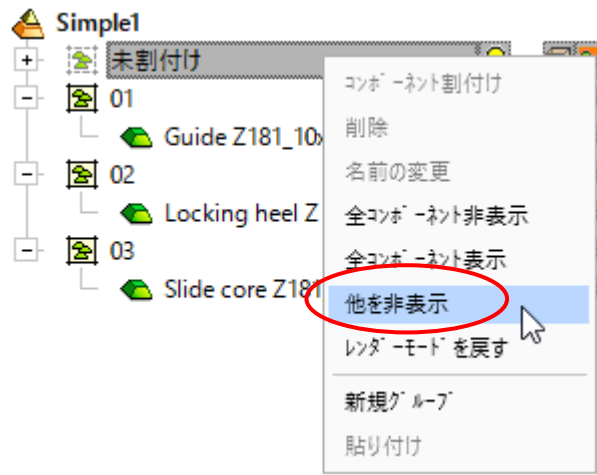 Simple1
未割付け
01
Guide Z181_10x
02
Locking heel Z
03
Slide core Z181
ｺﾝﾎﾟｰﾈﾝﾄ割付け
削除
名前の変更
全ｺﾝﾎﾟｰﾈﾝﾄ非表示
全ｺﾝﾎﾟｰﾈﾝﾄ表示
他を非表示
ﾚﾝﾀﾞｰﾓｰﾄﾞを戻す
新規ｸﾞﾙｰﾌﾟ
貼り付け